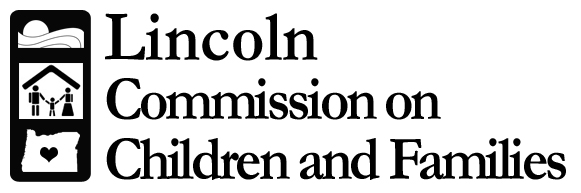 Lincoln
Commission on
Children and Families